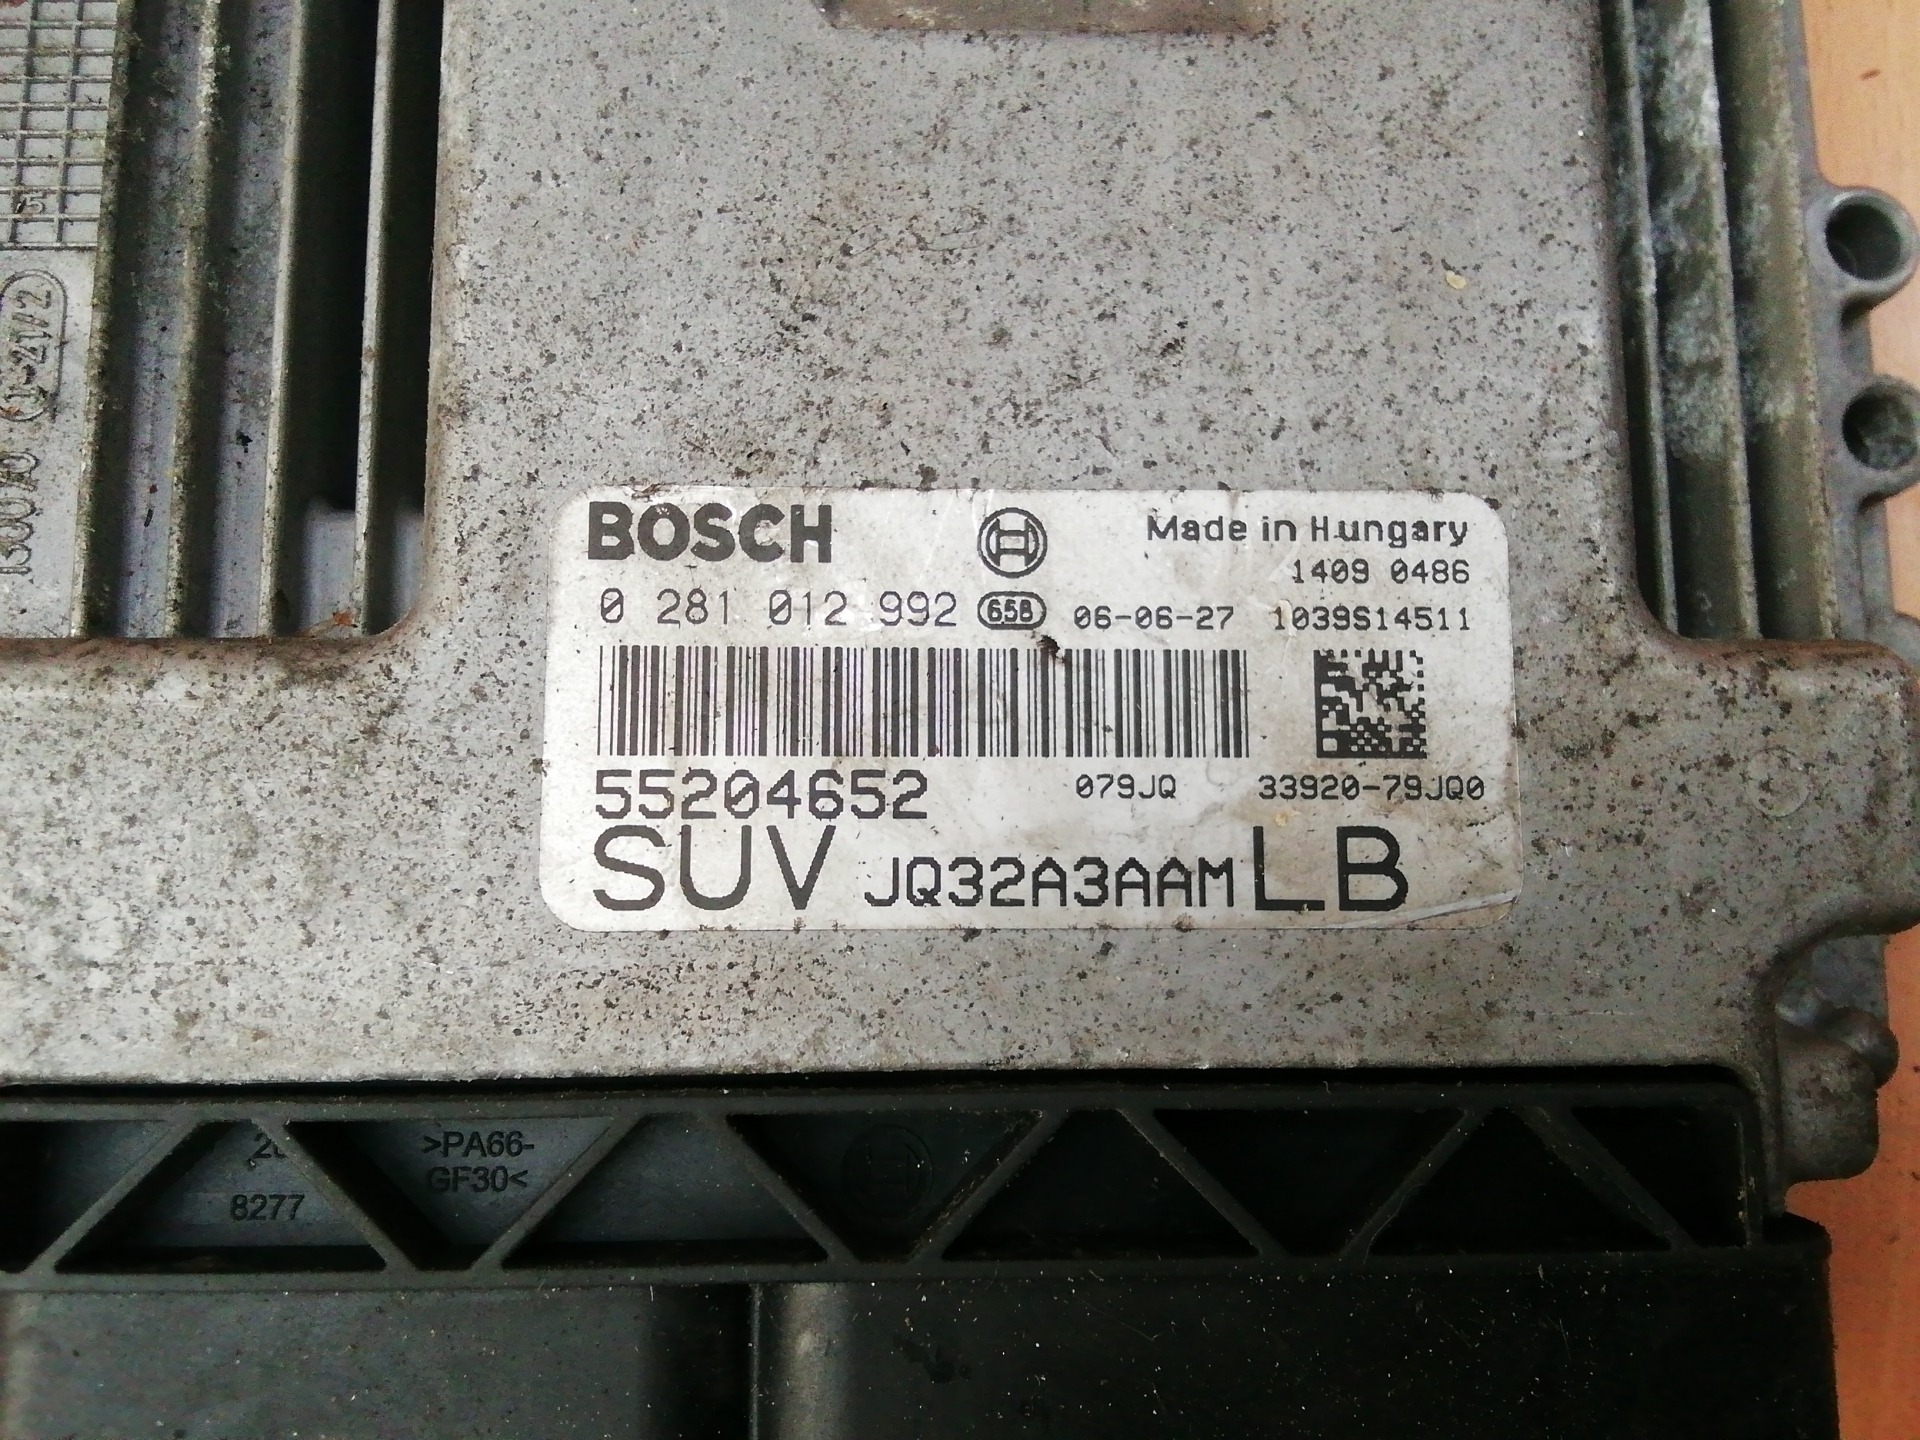 BOSCH
Made in Hungary
1409 0486
0 281 012 992 658 06-06-27 1039S14511
55204652 079JQ 33920-79JQ0
SUV JQ32A3AAM LB
>PA66-
GF30<
8277